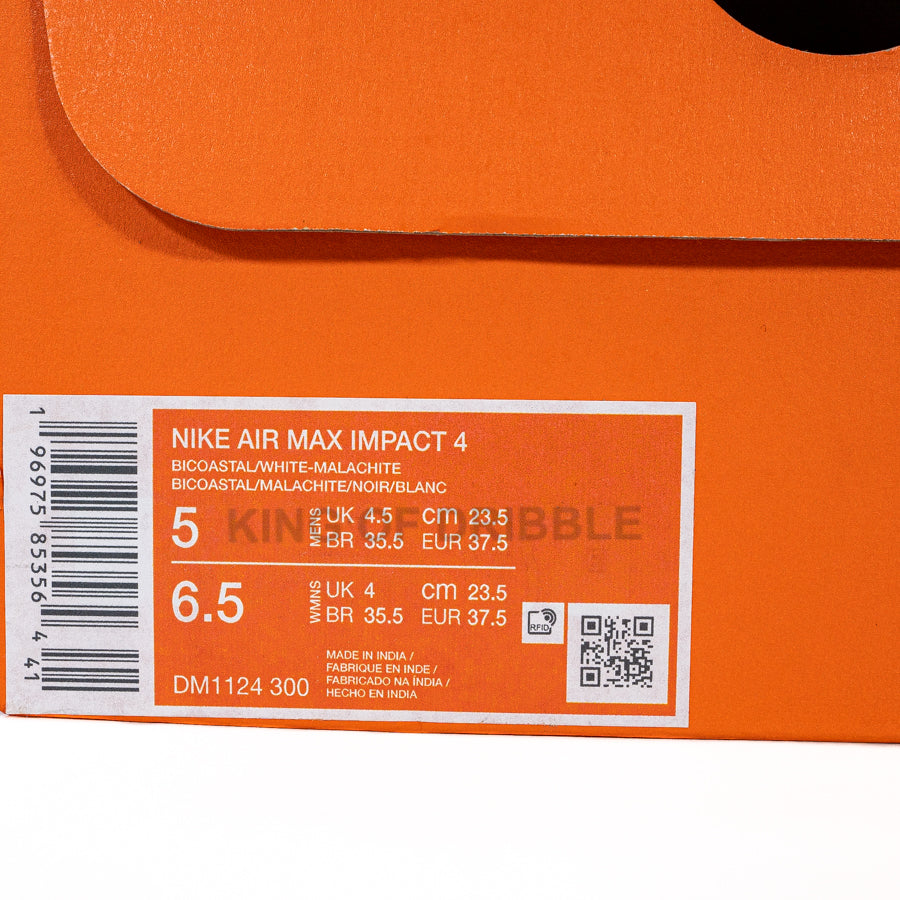 NIKE AIR MAX IMPACT 4
BICOASTAL/WHITE-MALACHITE
BICOASTAL/MALACHITE/NOIR/BLANC
5 MENS UK 4.5 cm 23.5
BR 35.5 EUR 37.5
KING OF DRIBBLE
6.5 WMNS UK 4 cm 23.5
BR 35.5 EUR 37.5
RFID
MADE IN INDIA /
FABRIQUE EN INDE /
FABRICADO NA ÍNDIA /
HECHO EN INDIA
DM1124 300
1 96975 85356 4 41